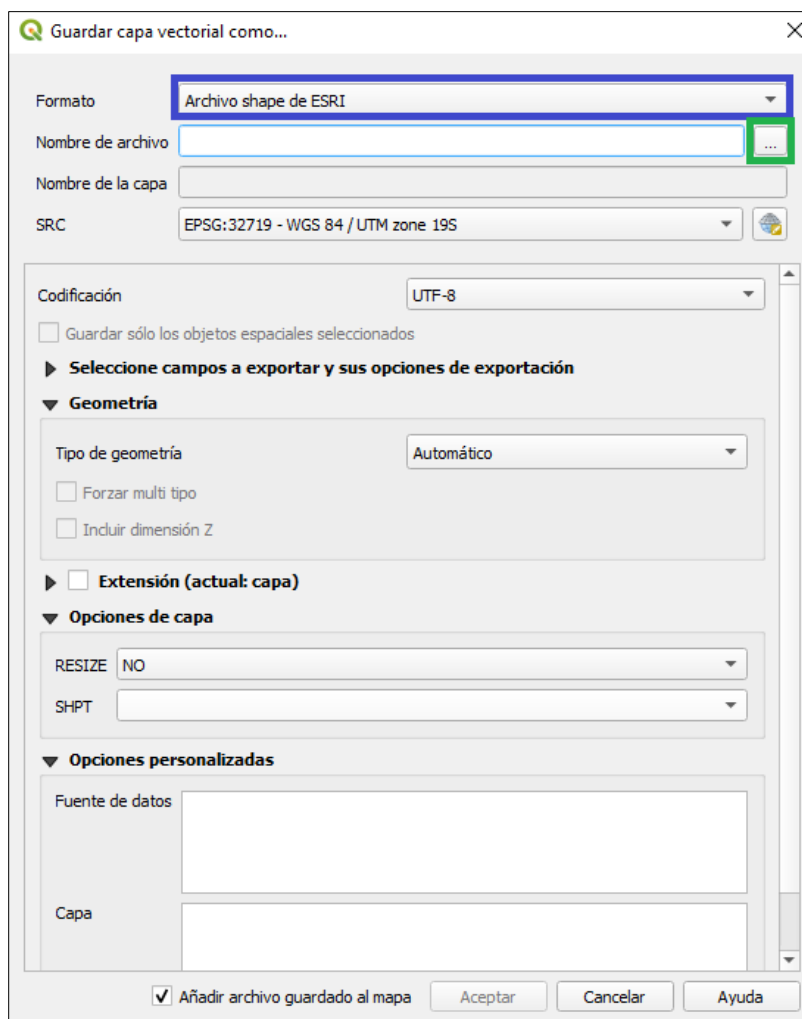 Guardar capa vectorial como...
Formato Archivo shape de ESRI
Nombre de archivo ...
Nombre de la capa
SRC EPSG:32719 - WGS 84 / UTM zone 19S
Codificación UTF-8
Guardar sólo los objetos espaciales seleccionados
Seleccione campos a exportar y sus opciones de exportación
Geometría
Tipo de geometría Automático
Forzar multi tipo
Incluir dimensión Z
Extensión (actual: capa)
Opciones de capa
RESIZE NO
SHPT
Opciones personalizadas
Fuente de datos
Capa
Añadir archivo guardado al mapa Aceptar Cancelar Ayuda